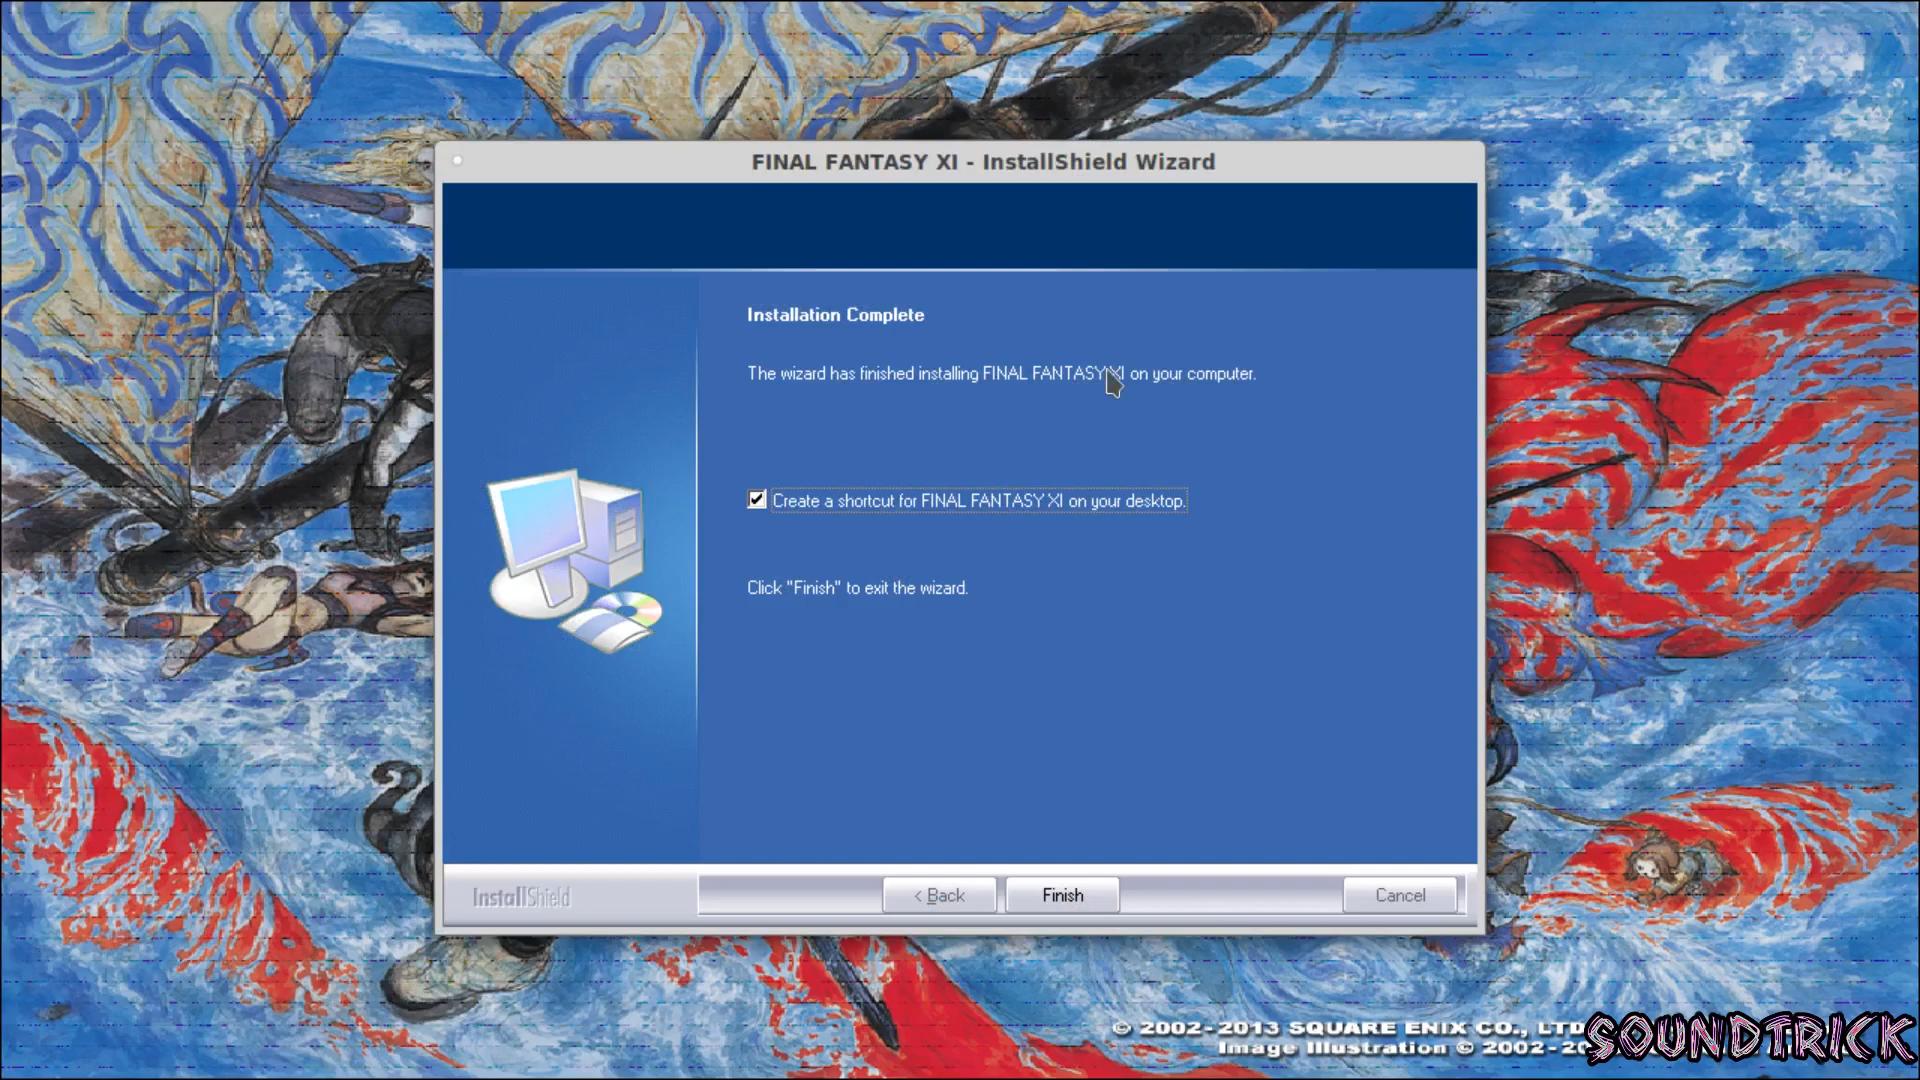 FINAL FANTASY XI - InstallShield Wizard
Installation Complete
The wizard has finished installing FINAL FANTASY XI on your computer.
Create a shortcut for FINAL FANTASY XI on your desktop.
Click "Finish" to exit the wizard.
InstallShield
< Back
Finish
Cancel
© 2002-2013 SQUARE ENIX CO., LTD
Image Illustration © 2002-20
SOUNDTRICK